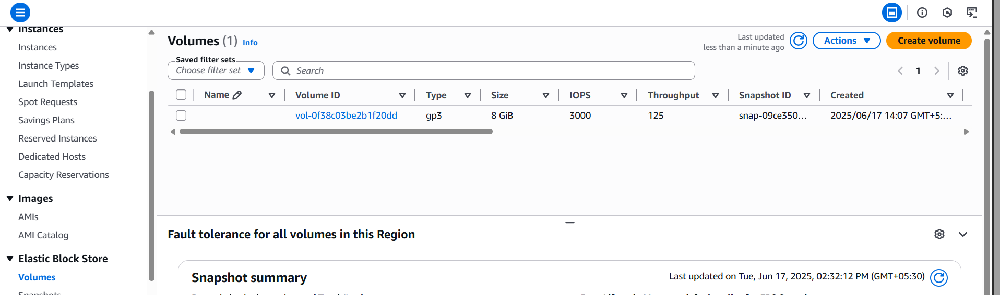 Instances
Instances
Instance Types
Launch Templates
Spot Requests
Savings Plans
Reserved Instances
Dedicated Hosts
Capacity Reservations
Images
AMIs
AMI Catalog
Elastic Block Store
Volumes
Snapshots
Volumes (1) Info
Last updated
less than a minute ago
Actions
Create volume
Saved filter sets
Choose filter set
Search
1
Name Volume ID Type Size IOPS Throughput Snapshot ID Created
vol-0f38c03be2b1f20dd gp3 8 GiB 3000 125 snap-09ce350... 2025/06/17 14:07 GMT+5:...
Fault tolerance for all volumes in this Region
Snapshot summary
Last updated on Tue, Jun 17, 2025, 02:32:12 PM (GMT+05:30)